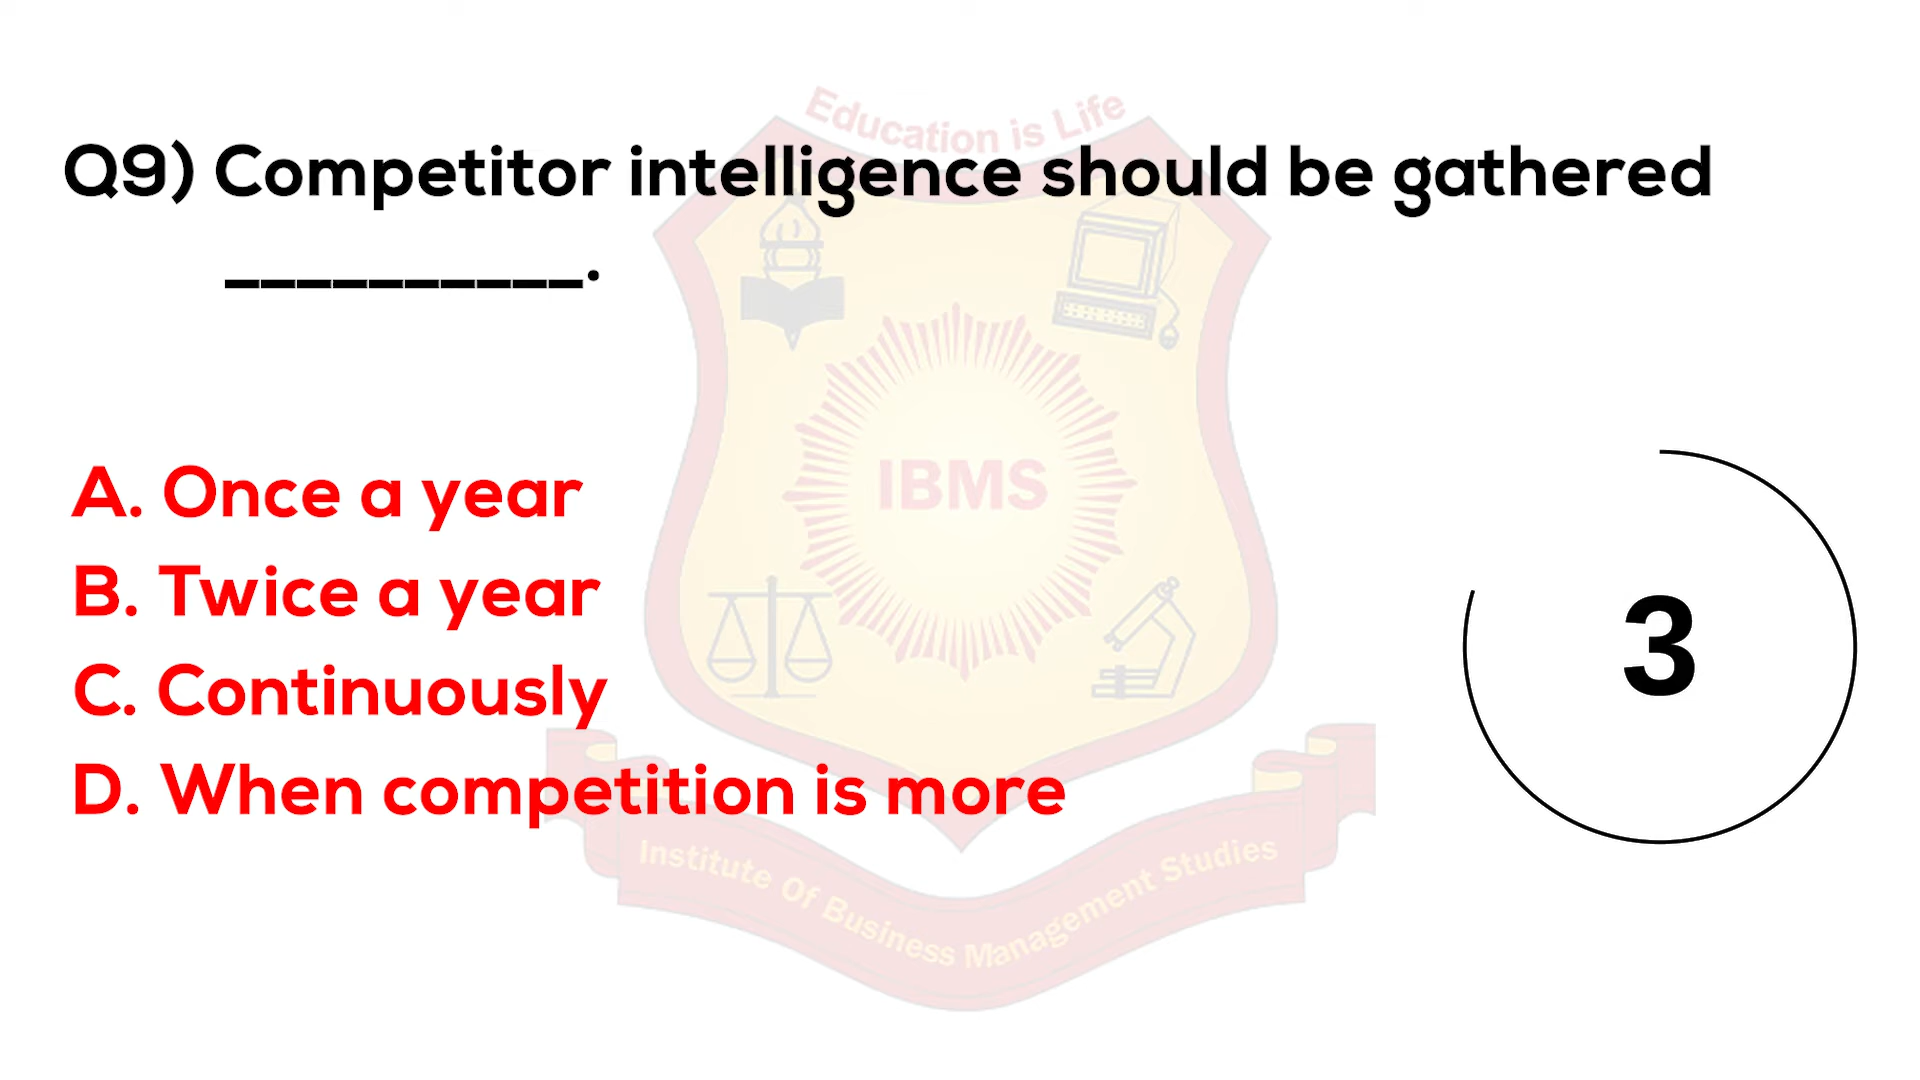 Education is Life
Q9) Competitor intelligence should be gathered
__________.
IBMS
A. Once a year
B. Twice a year
C. Continuously
D. When competition is more
3
Institute Of Business Management Studies